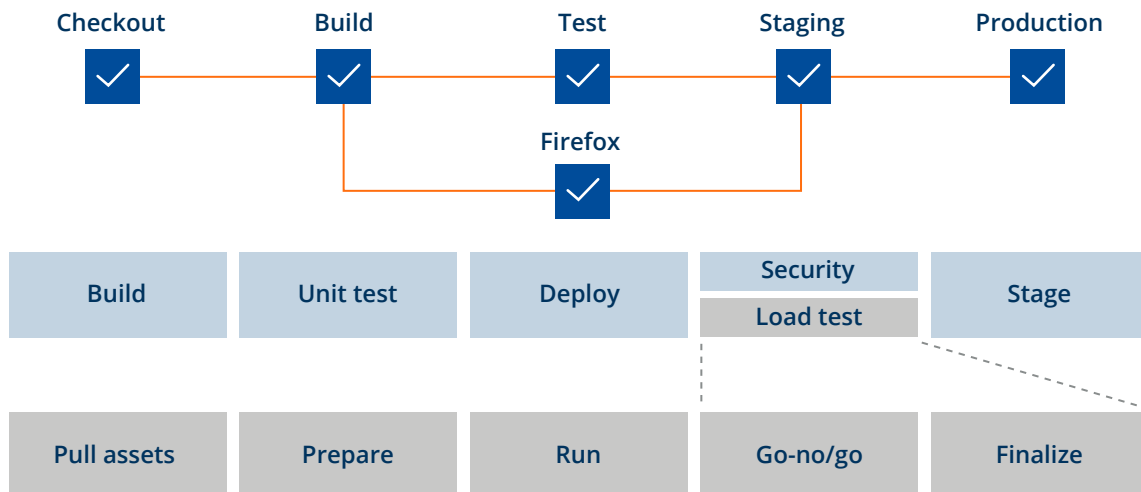 Checkout
Build
Test
Staging
Production
Firefox
Build
Unit test
Deploy
Security
Load test
Stage
Pull assets
Prepare
Run
Go-no/go
Finalize